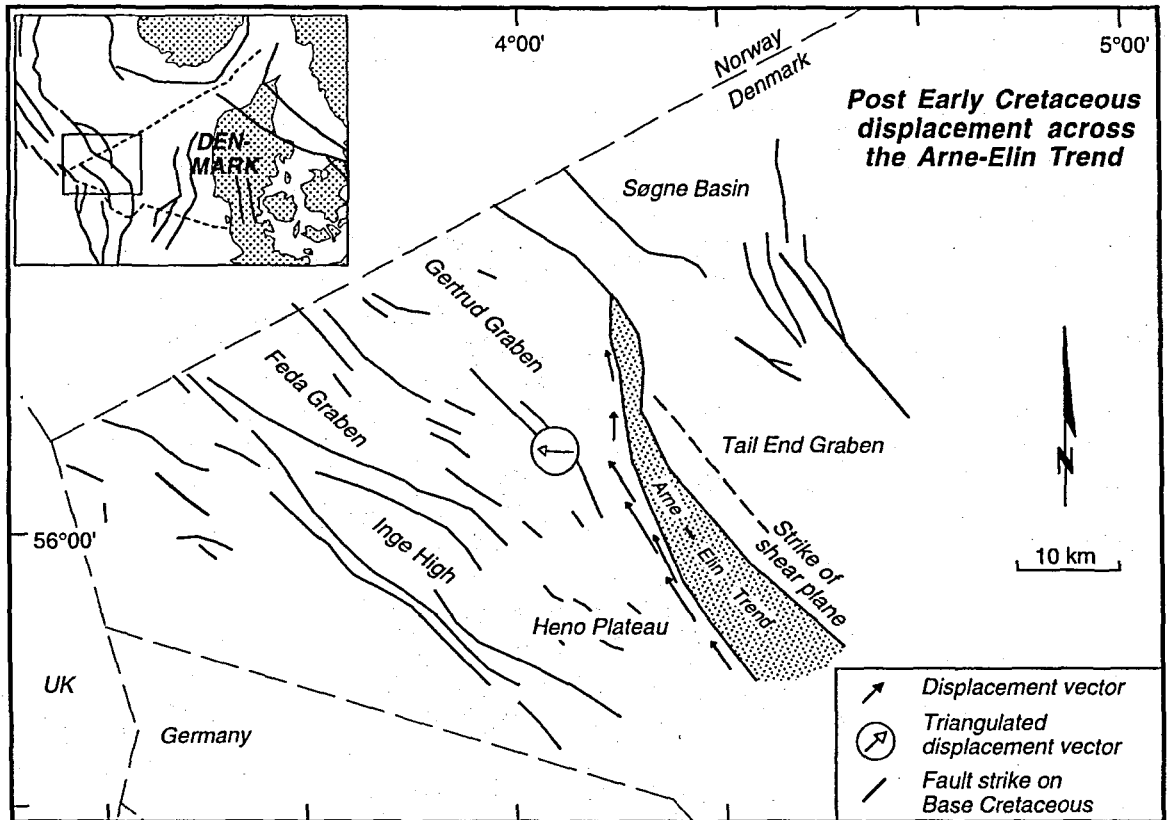 4°00'
5°00'
Norway
Denmark
DEN-
MARK
Post Early Cretaceous
displacement across
the Arne-Elin Trend
Søgne Basin
Gertrud Graben
Feda Graben
Tail End Graben
Arne - Elin Trend
Strike of
shear plane
N
10 km
56°00'
Inge High
Heno Plateau
UK
Germany
Displacement vector
Triangulated
displacement vector
Fault strike on
Base Cretaceous